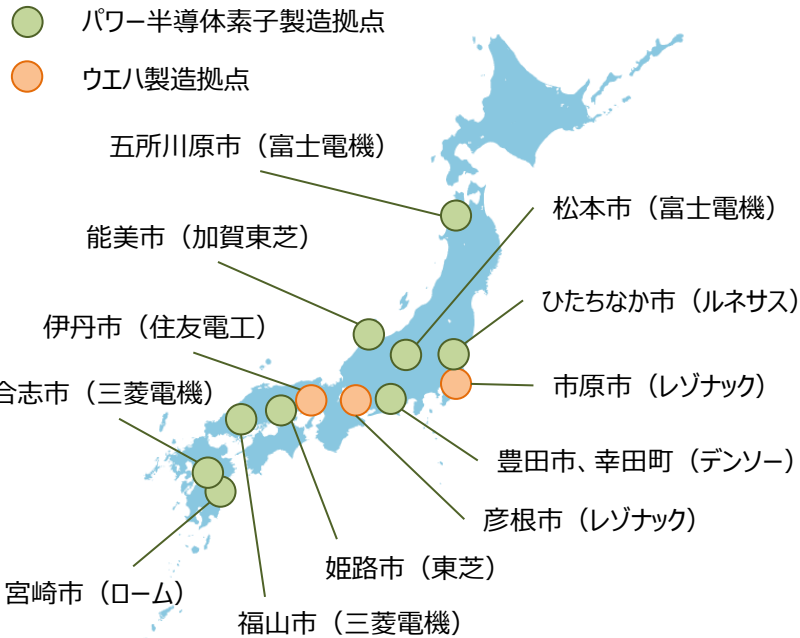 パワー半導体素子製造拠点
ウエハ製造拠点
五所川原市（富士電機）
松本市（富士電機）
能美市（加賀東芝）
ひたちなか市（ルネサス）
伊丹市（住友電工）
市原市（レゾナック）
合志市（三菱電機）
豊田市、幸田町（デンソー）
彦根市（レゾナック）
姫路市（東芝）
宮崎市（ローム）
福山市（三菱電機）